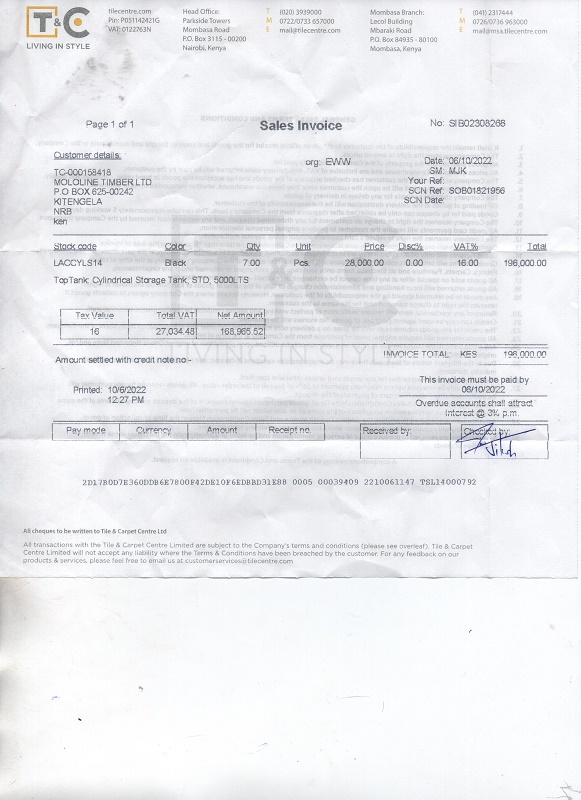 T&C
LIVING IN STYLE
tilecentre.com
Pin: P051142421G
VAT: 0122763N
Head Office:
Parkside Towers
Mombasa Road
P.O. Box 3115 - 00200
Nairobi, Kenya
T (020) 3939000
M 0722/0733 657000
E mail@tilecentre.com
Mombasa Branch:
Lecol Building
Mbaraki Road
P.O. Box 84935 - 80100
Mombasa, Kenya
T (041) 2317444
M 0726/0736 963000
E mail@msa.tilecentre.com
Page 1 of 1
Sales Invoice
No: SIB02308268
Customer details:
TC-000158418
MOLOLINE TIMBER LTD
P.O BOX 625-00242
KITENGELA
NRB
ken
org: EWW
Date: 06/10/2022
SM: MJK
Your Ref:
SCN Ref: SOB01821956
SCN Date:
Stock code Color Qty Unit Price Disc% VAT% Total
LACCYLS14 Black 7.00 Pcs. 28,000.00 0.00 16.00 196,000.00
TopTank, Cylindrical Storage Tank, STD, 5000LTS
T&C
LIVING IN STYLE
Tax Value Total VAT Net Amount
16 27,034.48 168,965.52
INVOICE TOTAL: KES 196,000.00
Amount settled with credit note no:-
This invoice must be paid by
06/10/2022
Printed: 10/6/2022
12:27 PM
Overdue accounts shall attract
Interest @ 3% p.m.
Pay mode Currency Amount Receipt no.
Received by:
Checked by:
2D17B0D7E360DDB6E7800F42DE10F6EDBBD31E88 0005 00039409 2210061147 TSL14000792
All cheques to be written to Tile & Carpet Centre Ltd
All transactions with the Tile & Carpet Centre Limited are subject to the Company's terms and conditions (please see overleaf). Tile & Carpet
Centre Limited will not accept any liability where the Terms & Conditions have been breached by the customer. For any feedback on our
products & services, please feel free to email us at customerservices@tilecentre.com